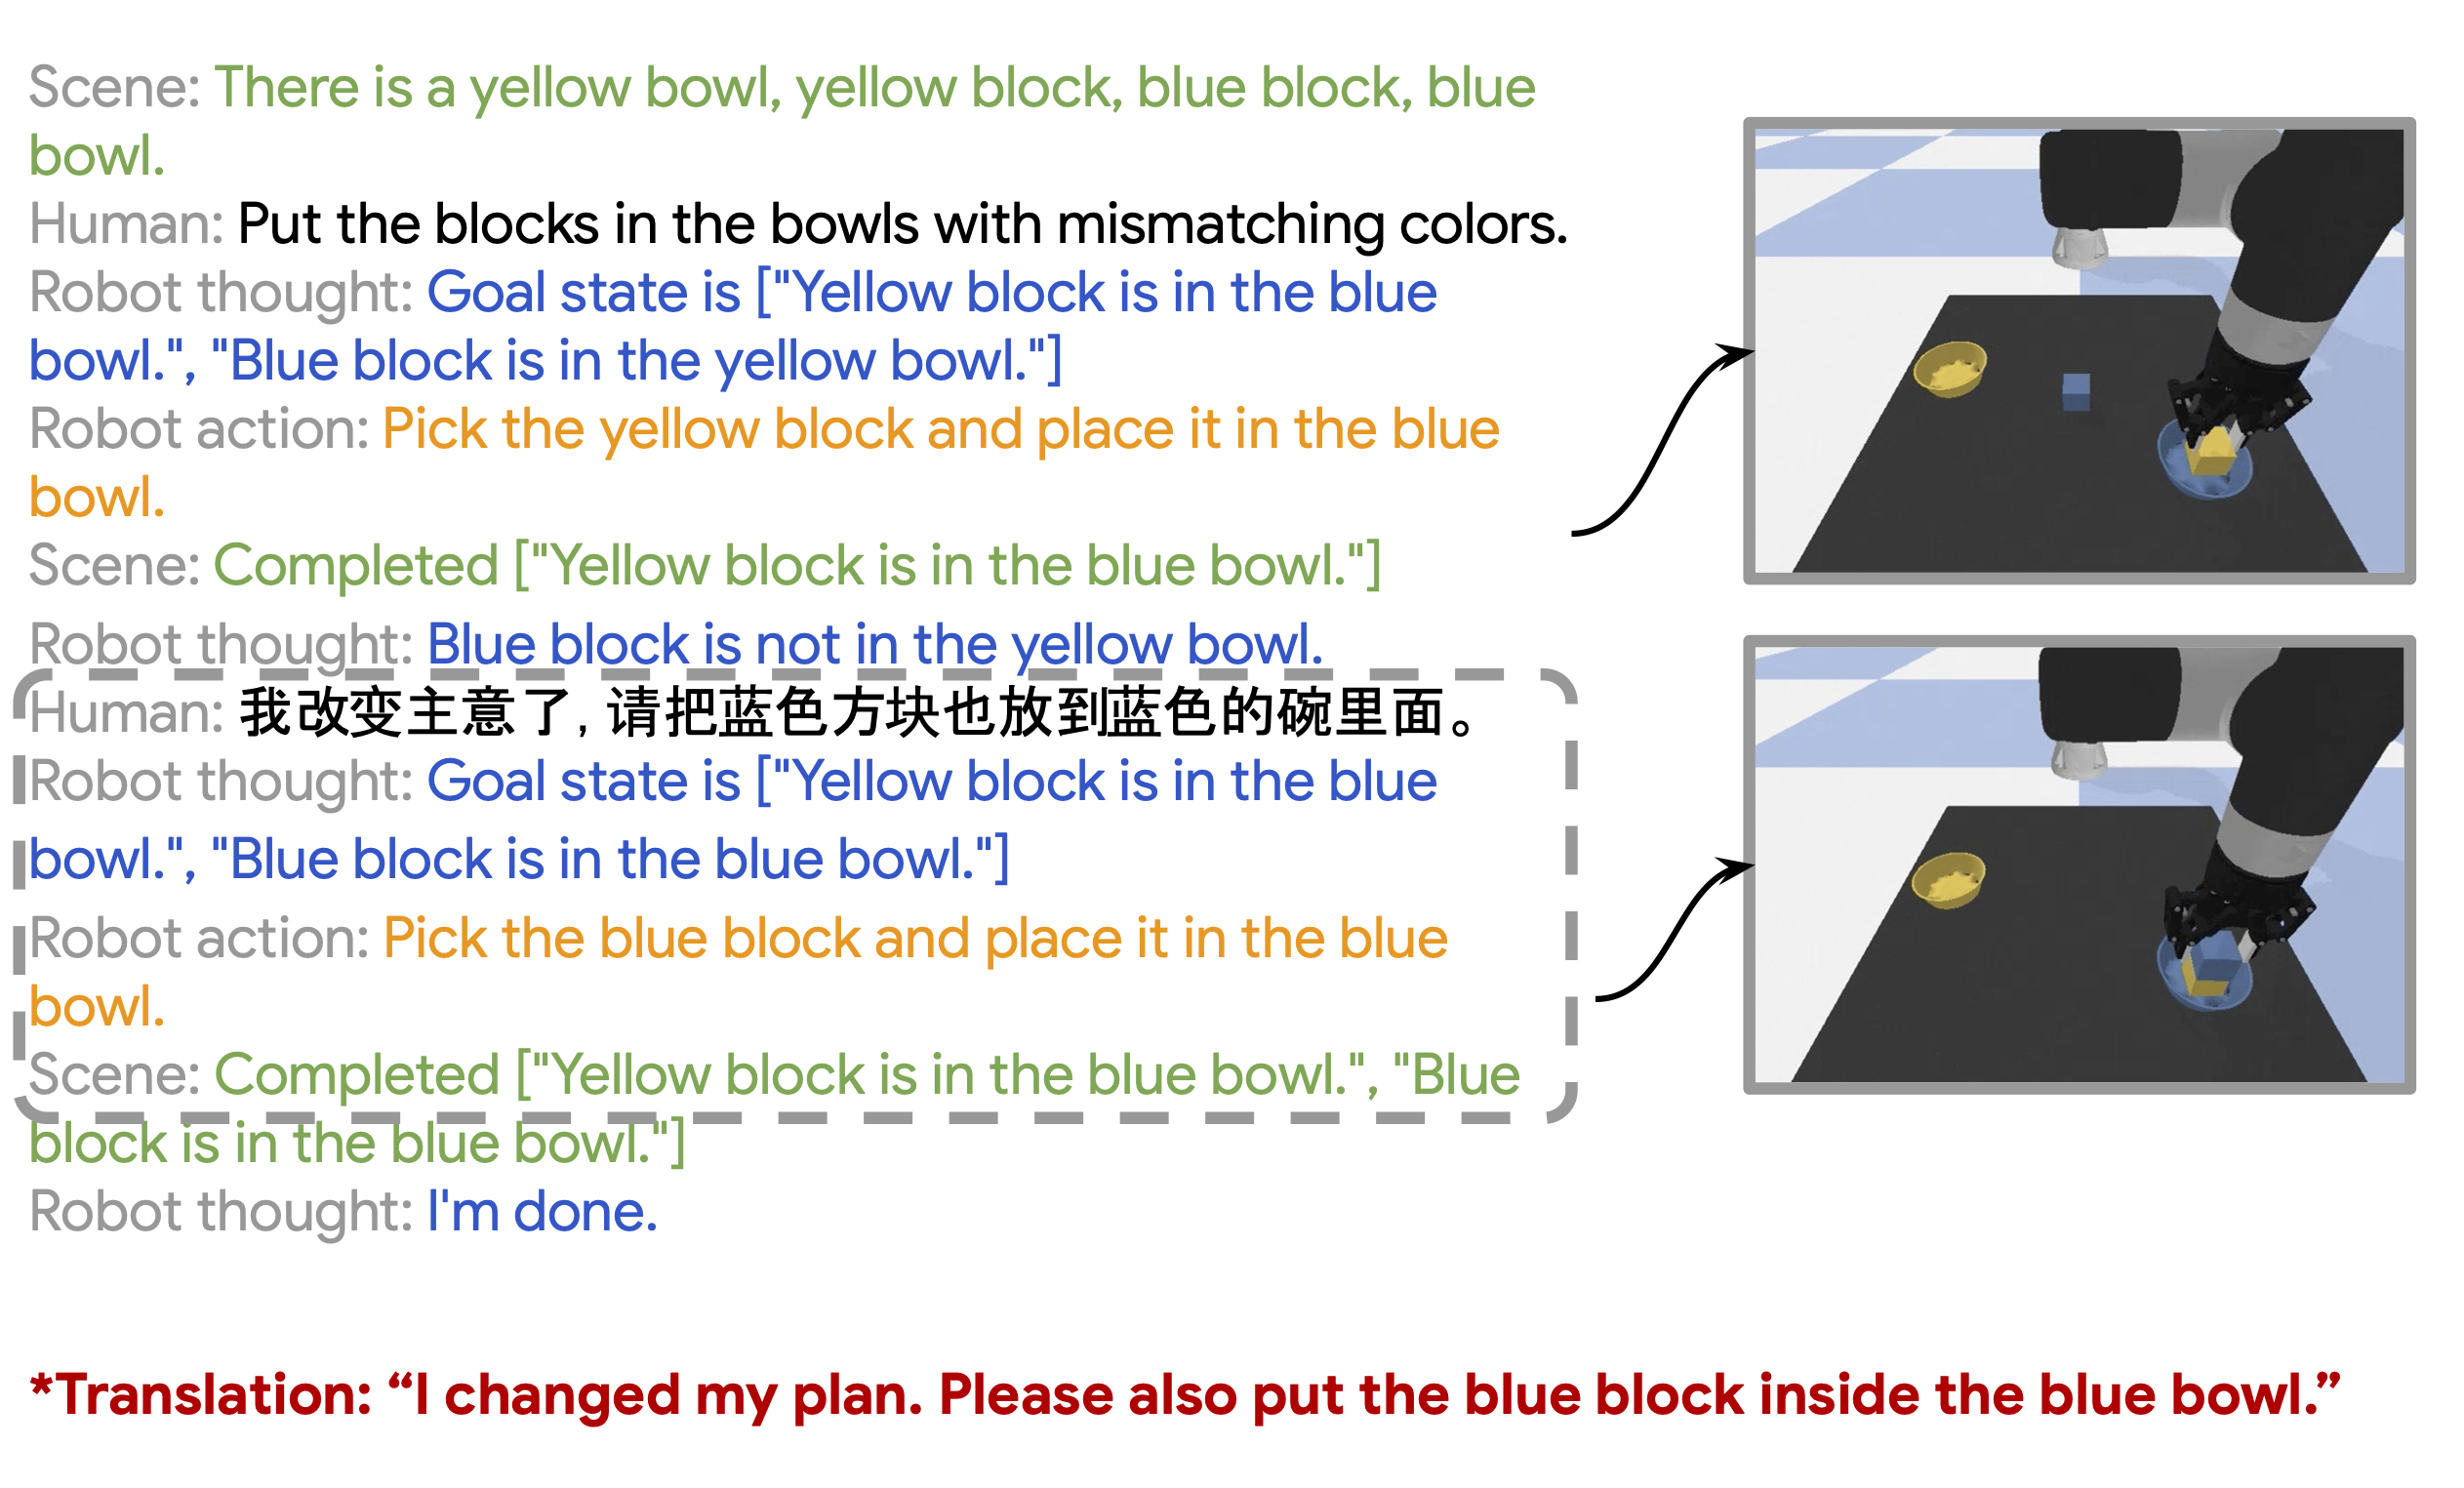 Scene: There is a yellow bowl, yellow block, blue block, blue
bowl.
Human: Put the blocks in the bowls with mismatching colors.
Robot thought: Goal state is ["Yellow block is in the blue
bowl.", "Blue block is in the yellow bowl."]
Robot action: Pick the yellow block and place it in the blue
bowl.
Scene: Completed ["Yellow block is in the blue bowl."]
Robot thought: Blue block is not in the yellow bowl.
Human: 我改变主意了, 请把蓝色方块也放到蓝色的碗里面。
Robot thought: Goal state is ["Yellow block is in the blue
bowl.", "Blue block is in the blue bowl."]
Robot action: Pick the blue block and place it in the blue
bowl.
Scene: Completed ["Yellow block is in the blue bowl.", "Blue
block is in the blue bowl."]
Robot thought: I'm done.
*Translation: “I changed my plan. Please also put the blue block inside the blue bowl.”